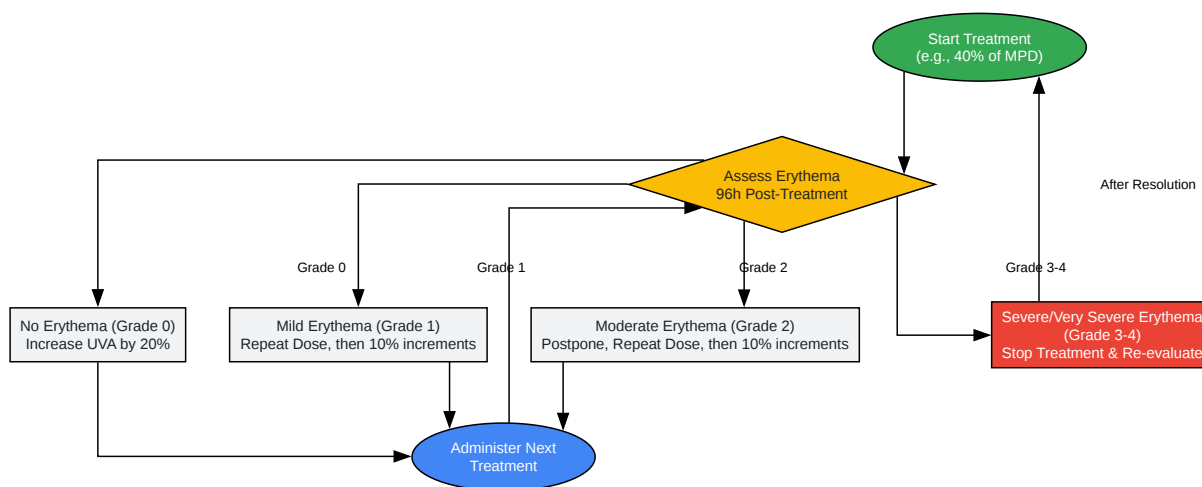 Start Treatment
(e.g., 40% of MPD)
Assess Erythema
96h Post-Treatment
After Resolution
Grade 0
Grade 1
Grade 2
Grade 3-4
No Erythema (Grade 0)
Increase UVA by 20%
Mild Erythema (Grade 1)
Repeat Dose, then 10% increments
Moderate Erythema (Grade 2)
Postpone, Repeat Dose, then 10% increments
Severe/Very Severe Erythema
(Grade 3-4)
Stop Treatment & Re-evaluate
Administer Next
Treatment